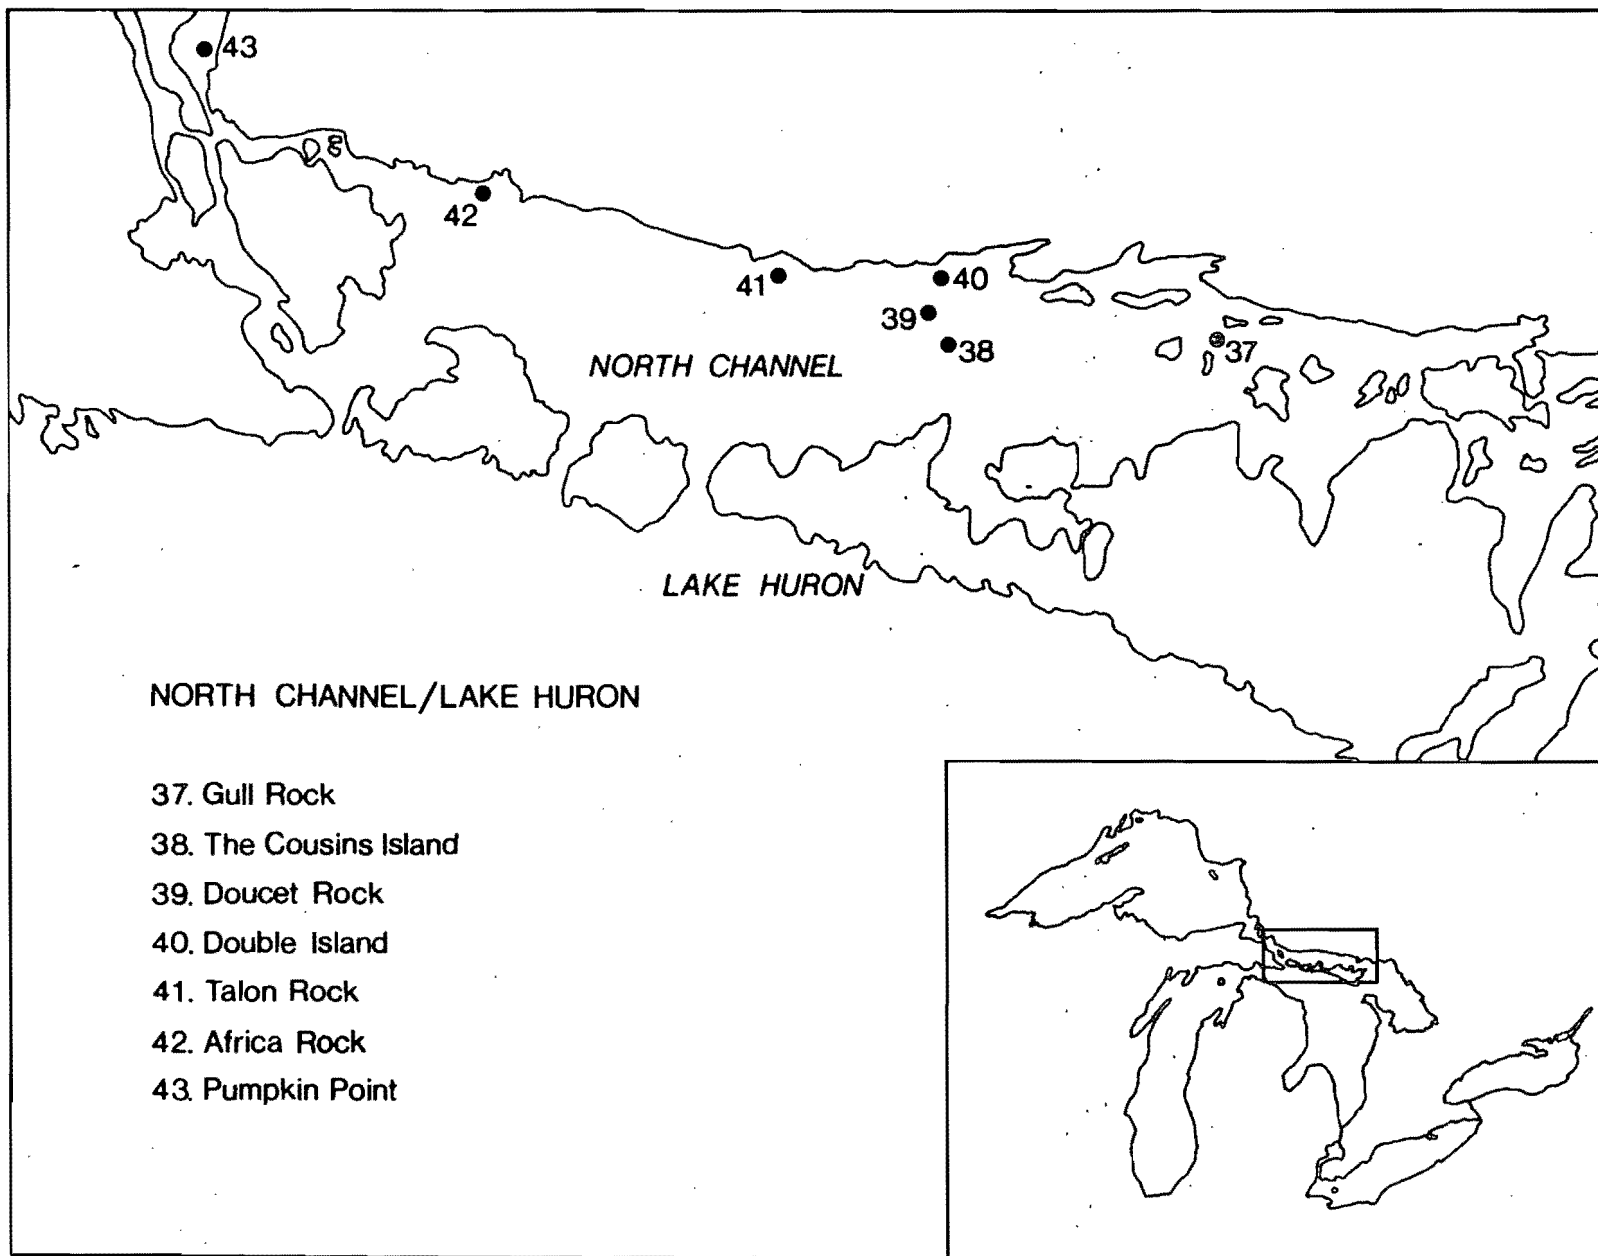 43
42
41
40
39
38
37
NORTH CHANNEL
LAKE HURON
NORTH CHANNEL/LAKE HURON
37. Gull Rock
38. The Cousins Island
39. Doucet Rock
40. Double Island
41. Talon Rock
42. Africa Rock
43. Pumpkin Point